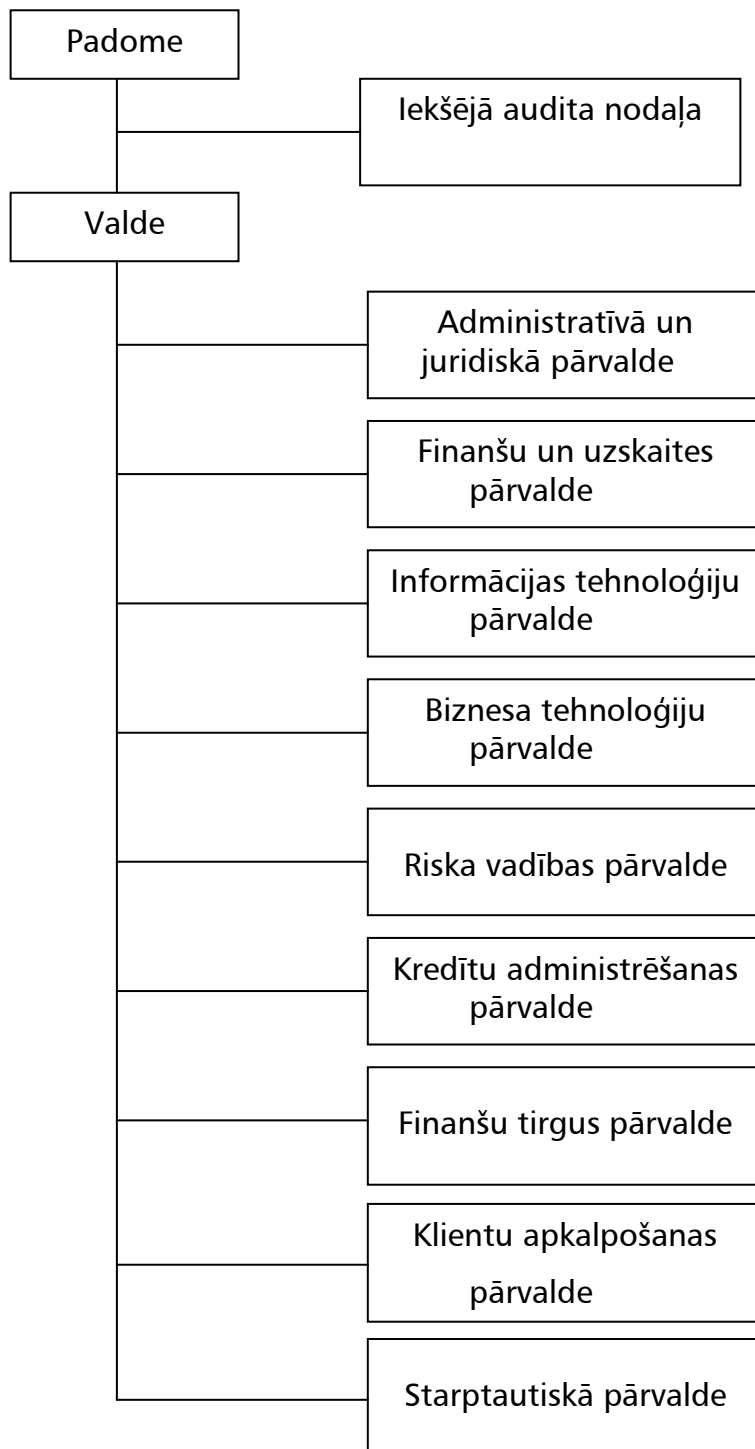 Padome
Iekšējā audita nodaļa
Valde
Administratīvā un
juridiskā pārvalde
Finanšu un uzskaites
pārvalde
Informācijas tehnoloģiju
pārvalde
Biznesa tehnoloģiju
pārvalde
Riska vadības pārvalde
Kredītu administrēšanas
pārvalde
Finanšu tirgus pārvalde
Klientu apkalpošanas
pārvalde
Starptautiskā pārvalde